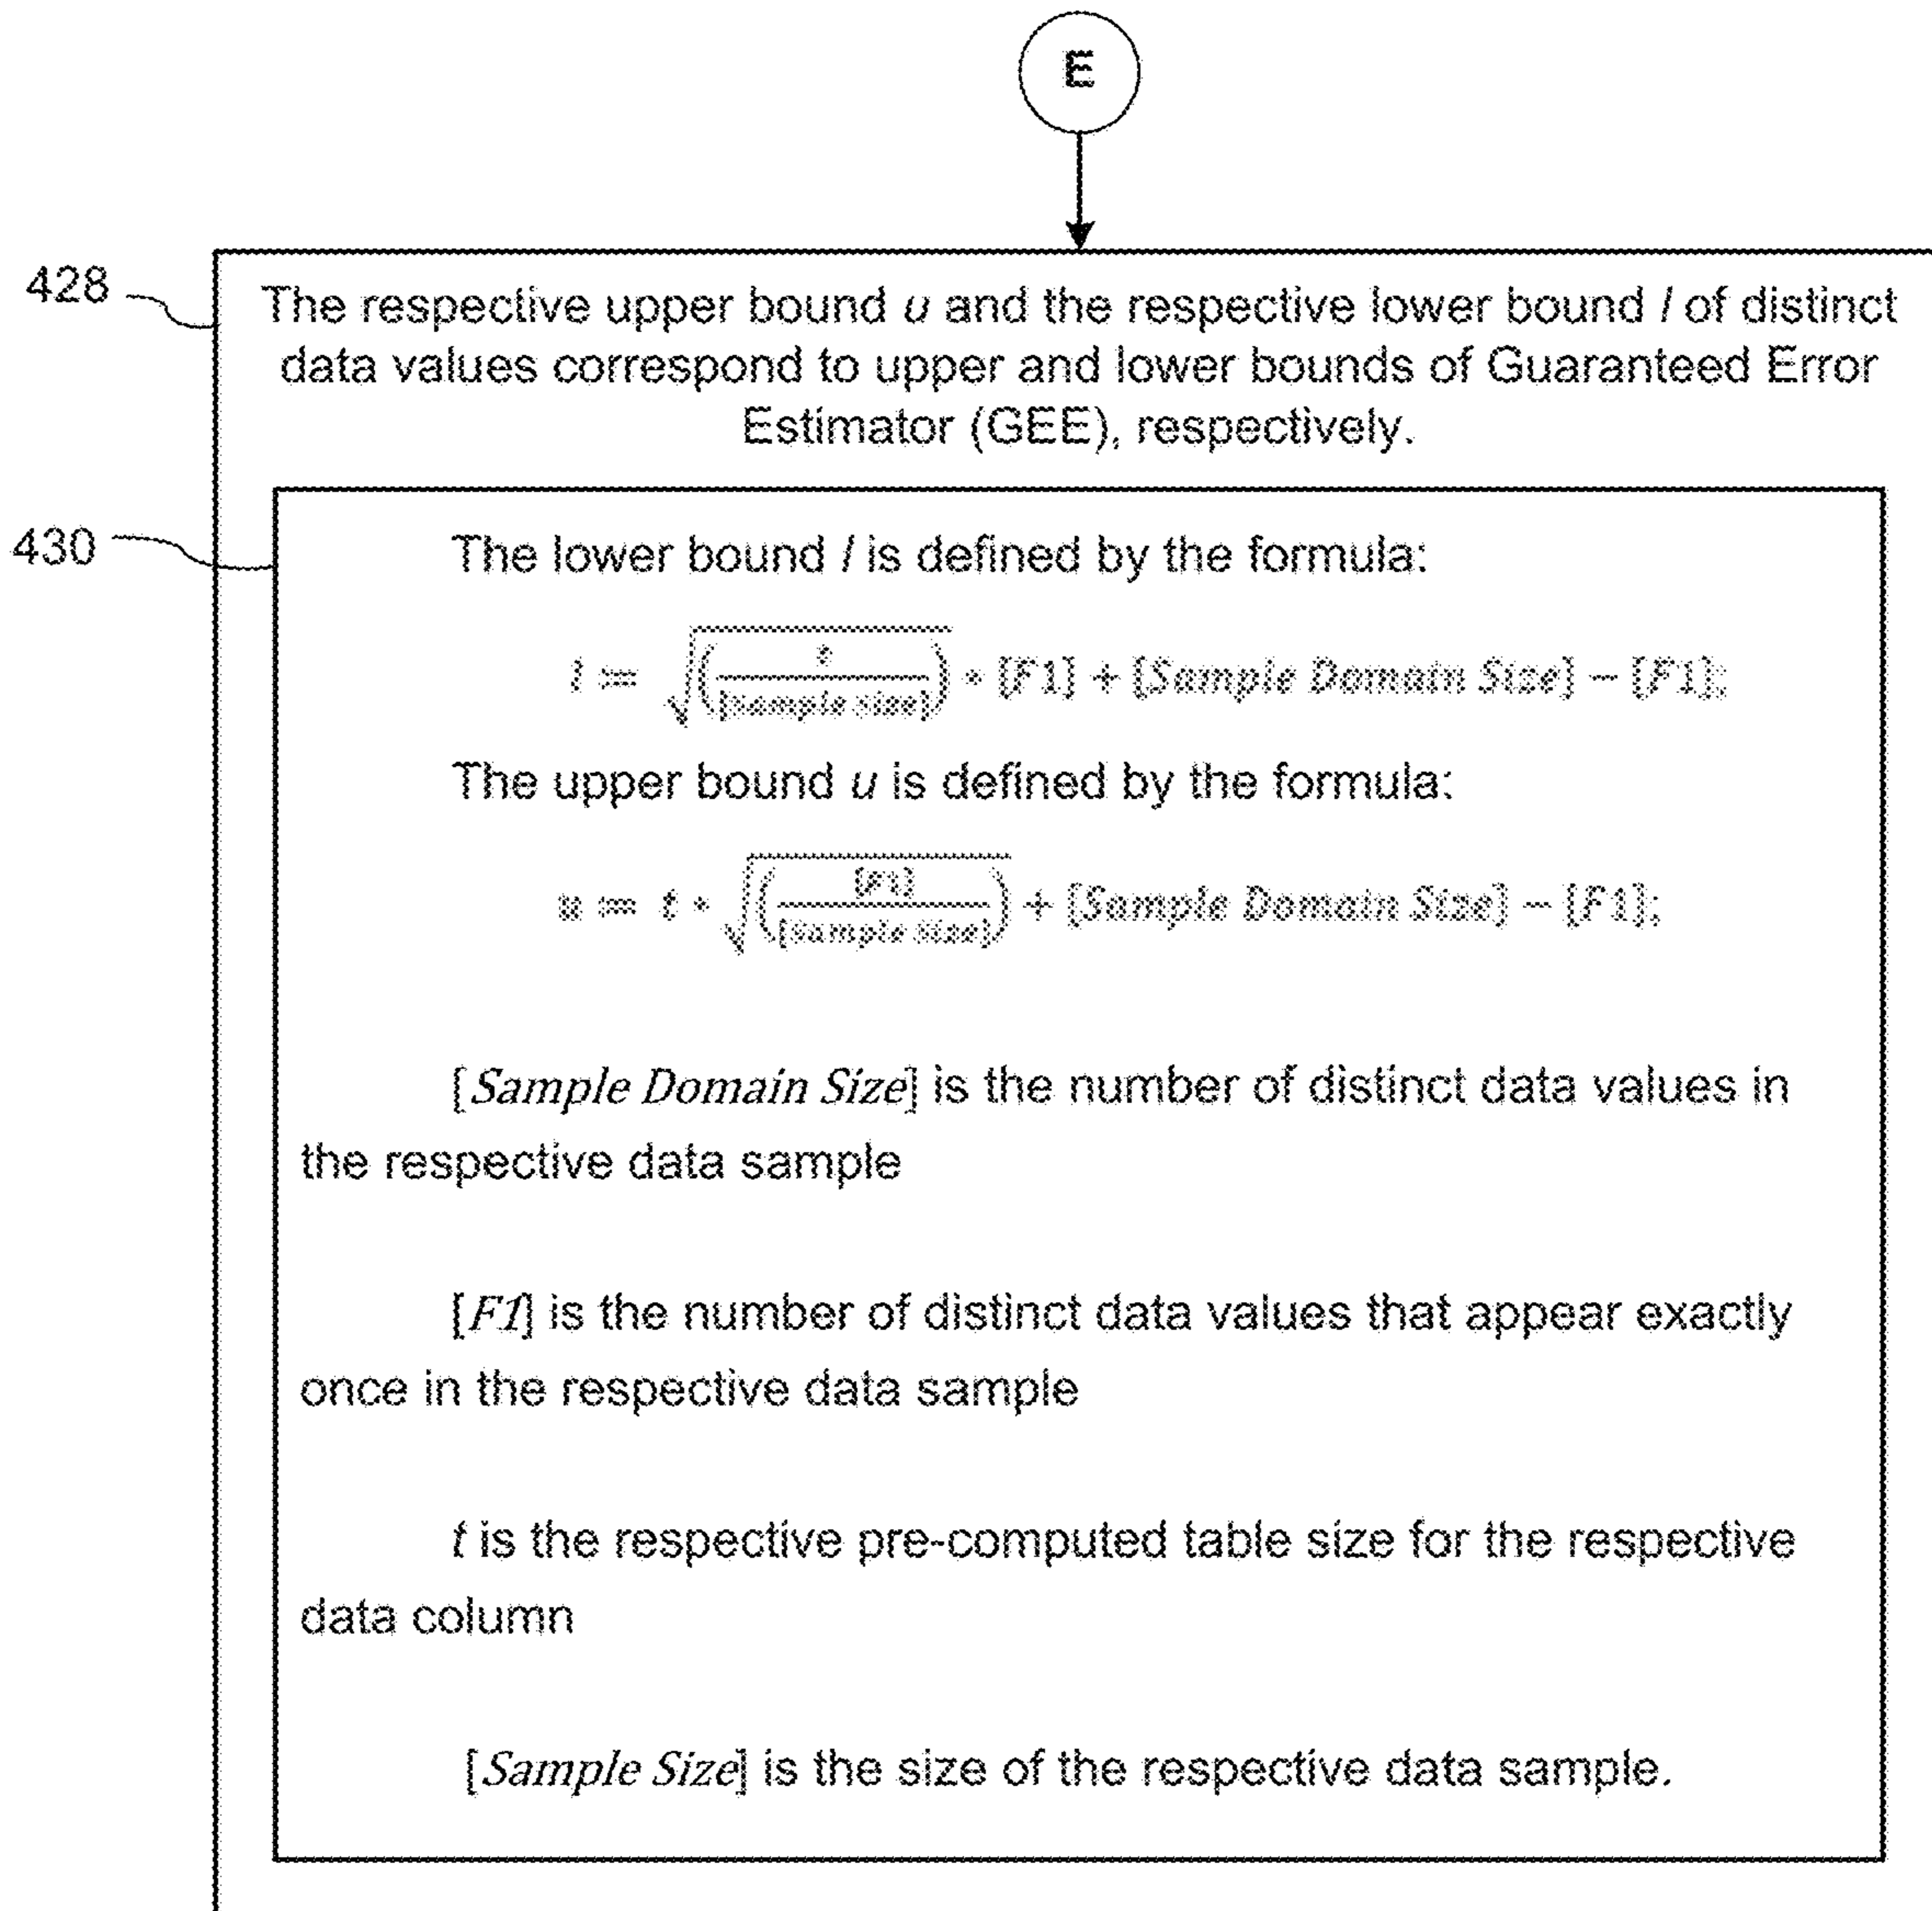 E
428
The respective upper bound u and the respective lower bound l of distinct
data values correspond to upper and lower bounds of Guaranteed Error
Estimator (GEE), respectively.
430
The lower bound l is defined by the formula:
l := √(t / [sample size]) * [F1] + [Sample Domain Size] − [F1];
The upper bound u is defined by the formula:
u := t * √([F1] / [sample size]) + [Sample Domain Size] − [F1];
[Sample Domain Size] is the number of distinct data values in
the respective data sample
[F1] is the number of distinct data values that appear exactly
once in the respective data sample
t is the respective pre-computed table size for the respective
data column
[Sample Size] is the size of the respective data sample.